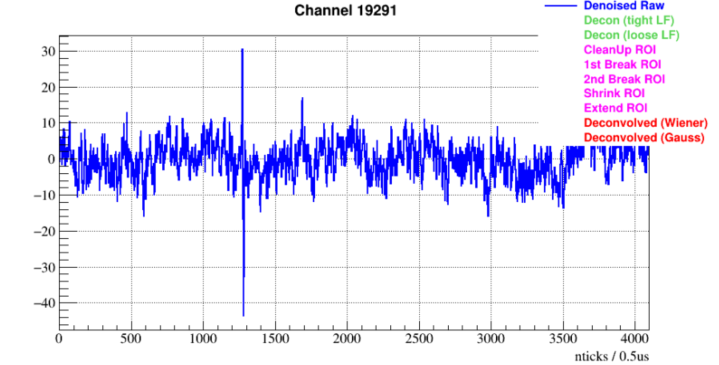 Channel 19291
Denoised Raw
Decon (tight LF)
Decon (loose LF)
CleanUp ROI
1st Break ROI
2nd Break ROI
Shrink ROI
Extend ROI
Deconvolved (Wiener)
Deconvolved (Gauss)
30
20
10
0
−10
−20
−30
−40
0 500 1000 1500 2000 2500 3000 3500 4000
nticks / 0.5us